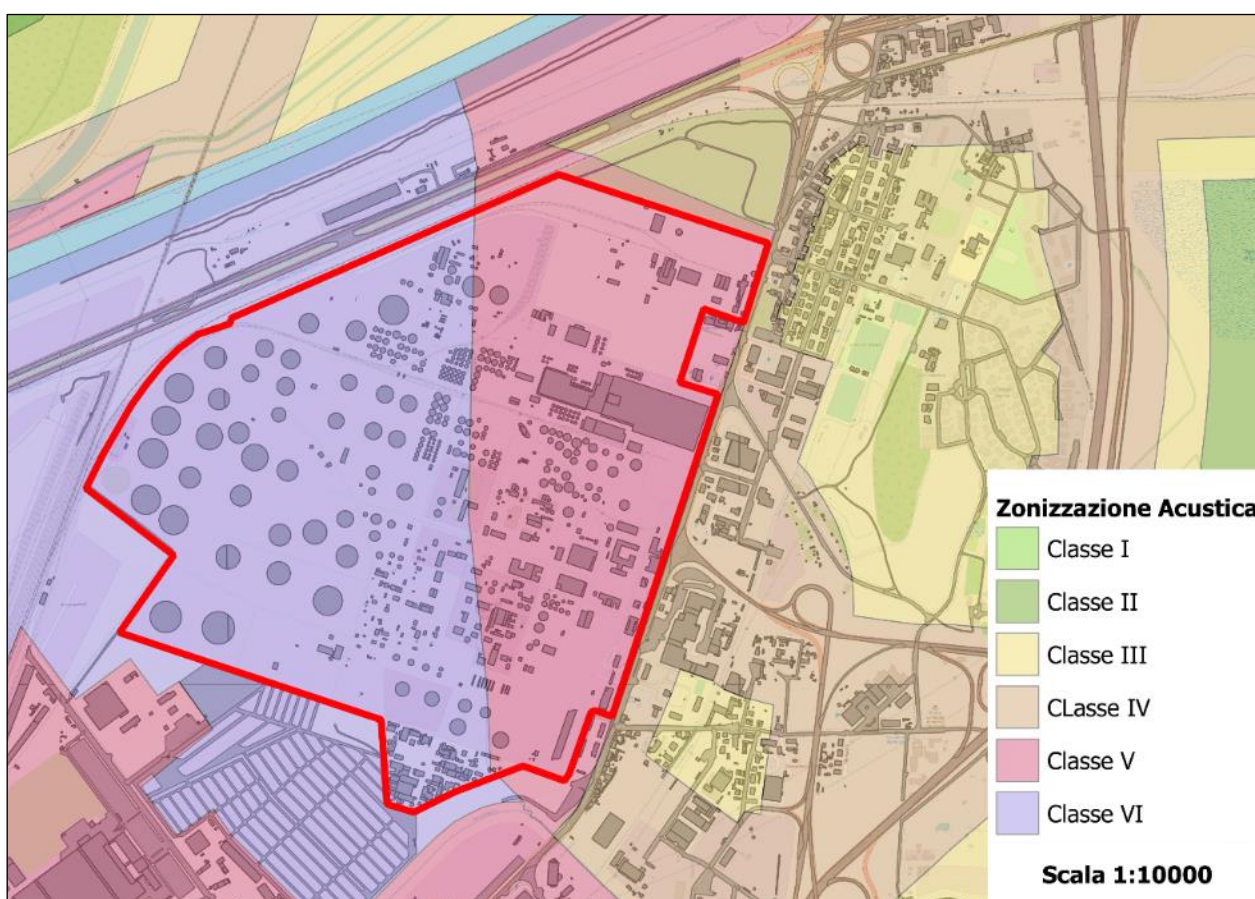 Zonizzazione Acustica
Classe I
Classe II
Classe III
CLasse IV
Classe V
Classe VI
Scala 1:10000